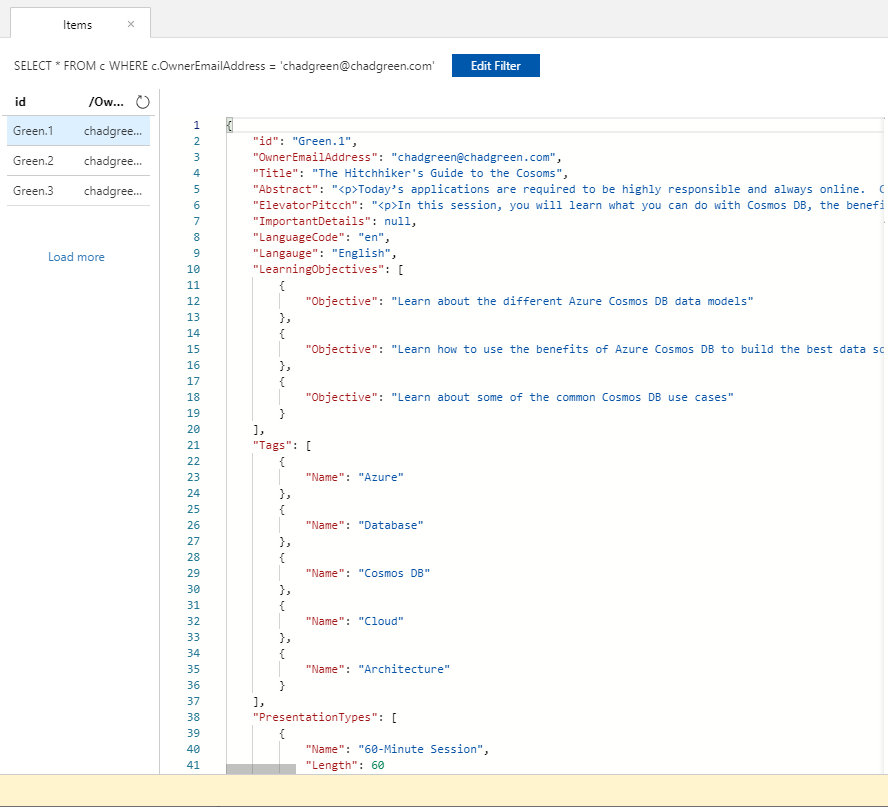 Items ×
SELECT * FROM c WHERE c.OwnerEmailAddress = 'chadgreen@chadgreen.com' Edit Filter
id /Ow...
Green.1 chadgree...
Green.2 chadgree...
Green.3 chadgree...
Load more
1 {
2 "id": "Green.1",
3 "OwnerEmailAddress": "chadgreen@chadgreen.com",
4 "Title": "The Hitchhiker's Guide to the Cosoms",
5 "Abstract": "<p>Today's applications are required to be highly responsible and always online.
6 "ElevatorPitcch": "<p>In this session, you will learn what you can do with Cosmos DB, the benefi
7 "ImportantDetails": null,
8 "LanguageCode": "en",
9 "Langauge": "English",
10 "LearningObjectives": [
11 {
12 "Objective": "Learn about the different Azure Cosmos DB data models"
13 },
14 {
15 "Objective": "Learn how to use the benefits of Azure Cosmos DB to build the best data sc
16 },
17 {
18 "Objective": "Learn about some of the common Cosmos DB use cases"
19 }
20 ],
21 "Tags": [
22 {
23 "Name": "Azure"
24 },
25 {
26 "Name": "Database"
27 },
28 {
29 "Name": "Cosmos DB"
30 },
31 {
32 "Name": "Cloud"
33 },
34 {
35 "Name": "Architecture"
36 }
37 ],
38 "PresentationTypes": [
39 {
40 "Name": "60-Minute Session",
41 "Length": 60